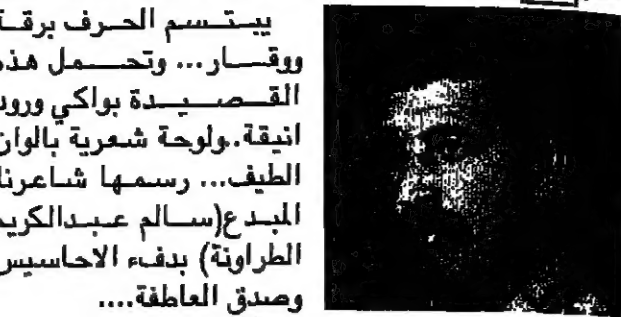 يبتسم الحرف برقة
ووقار... وتحمل هذه
القصيدة بواكي ورود
انيقة..ولوحة شعرية بالوان
الطيف... رسمها شاعرنا
المبدع(سالم عبدالكريم
الطراونة) بدفء الاحاسيس
وصدق العاطفة....